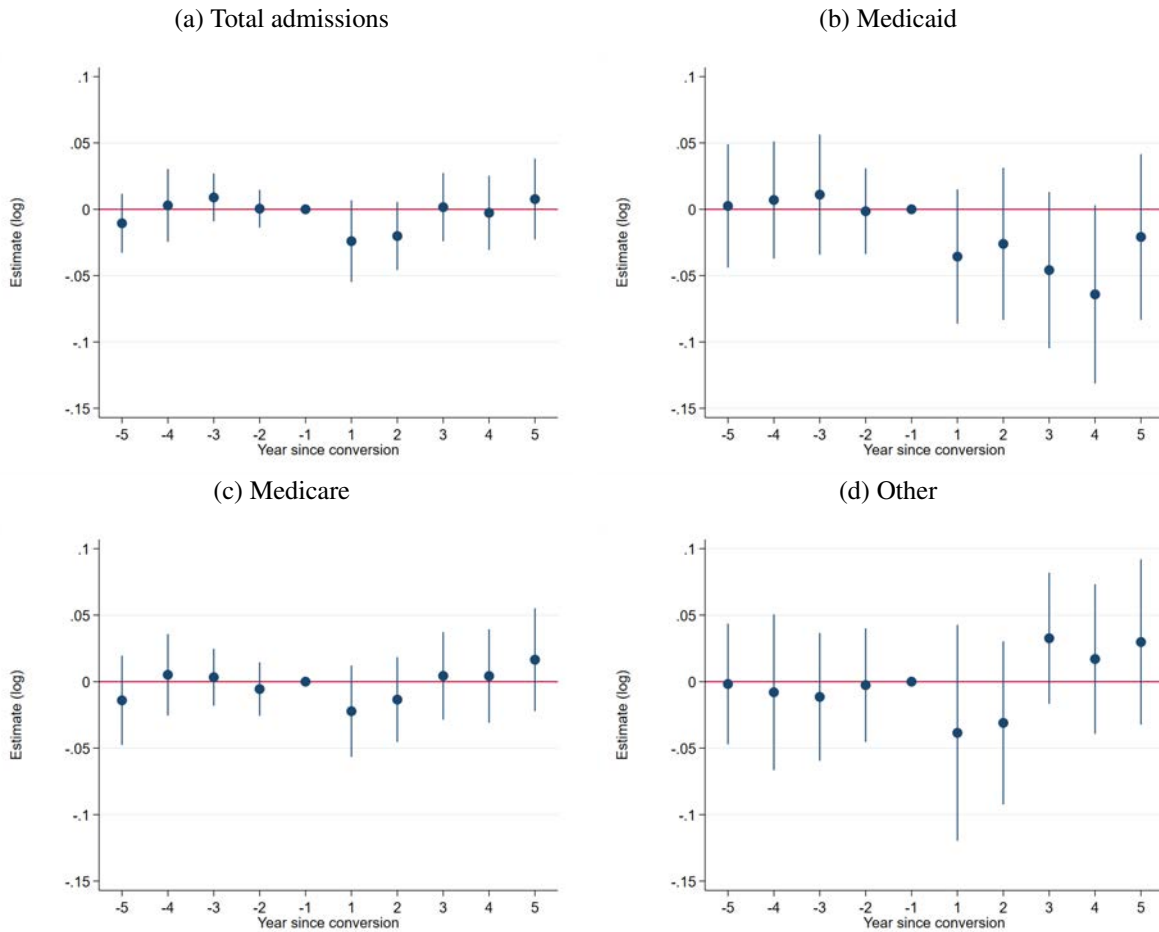 (a) Total admissions
.1
.05
0
-.05
-.1
-.15
Estimate (log)
-5 -4 -3 -2 -1 1 2 3 4 5
Year since conversion
(b) Medicaid
.1
.05
0
-.05
-.1
-.15
Estimate (log)
-5 -4 -3 -2 -1 1 2 3 4 5
Year since conversion
(c) Medicare
.1
.05
0
-.05
-.1
-.15
Estimate (log)
-5 -4 -3 -2 -1 1 2 3 4 5
Year since conversion
(d) Other
.1
.05
0
-.05
-.1
-.15
Estimate (log)
-5 -4 -3 -2 -1 1 2 3 4 5
Year since conversion